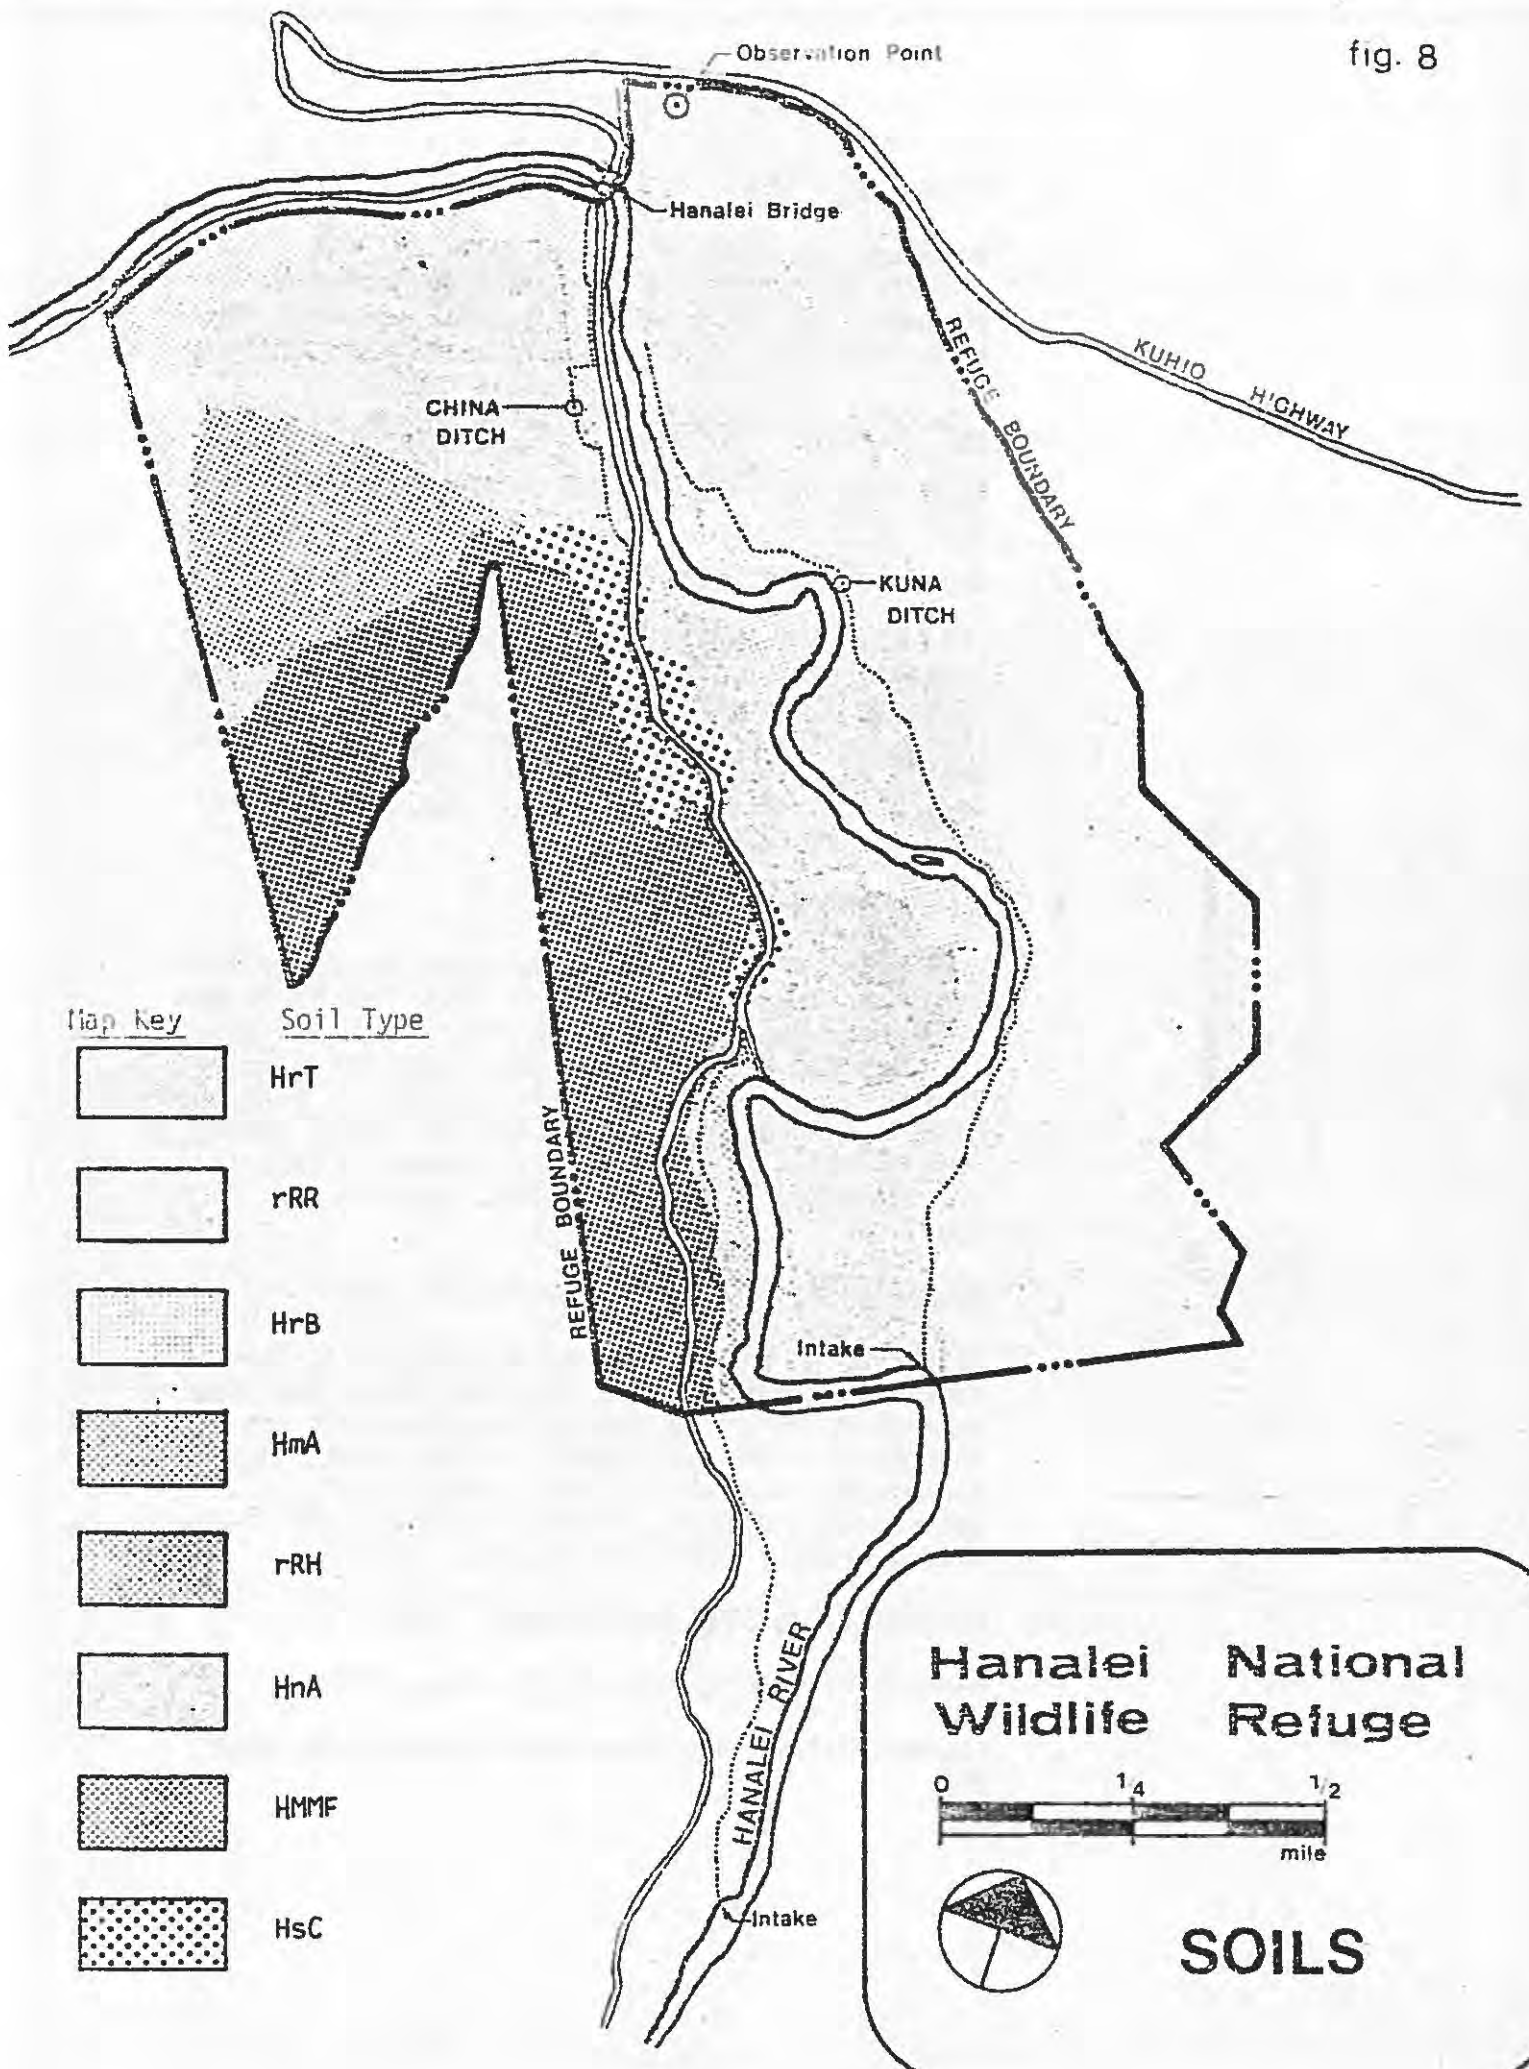 fig. 8
Observation Point
Hanalei Bridge
REFUGE BOUNDARY
KUHIO HIGHWAY
CHINA
DITCH
KUNA
DITCH
Map Key Soil Type
HrT
rRR
HrB
HmA
rRH
HnA
HMMF
HsC
REFUGE BOUNDARY
Intake
HANALEI RIVER
Intake
Hanalei National
Wildlife Refuge
0 1/4 1/2
mile
SOILS